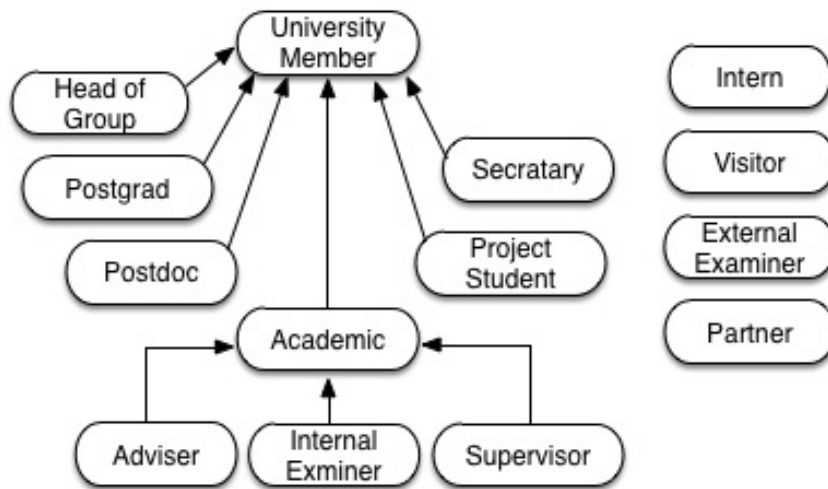 University
Member
Head of
Group
Intern
Postgrad
Secratary
Visitor
Postdoc
Project
Student
External
Examiner
Academic
Partner
Adviser
Internal
Exminer
Supervisor